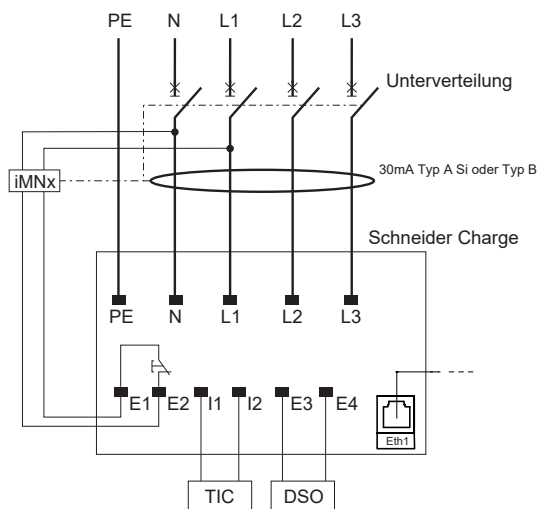 PE N L1 L2 L3
Unterverteilung
iMNx
30mA Typ A Si oder Typ B
Schneider Charge
PE N L1 L2 L3
E1 E2 I1 I2 E3 E4
Eth1
TIC DSO